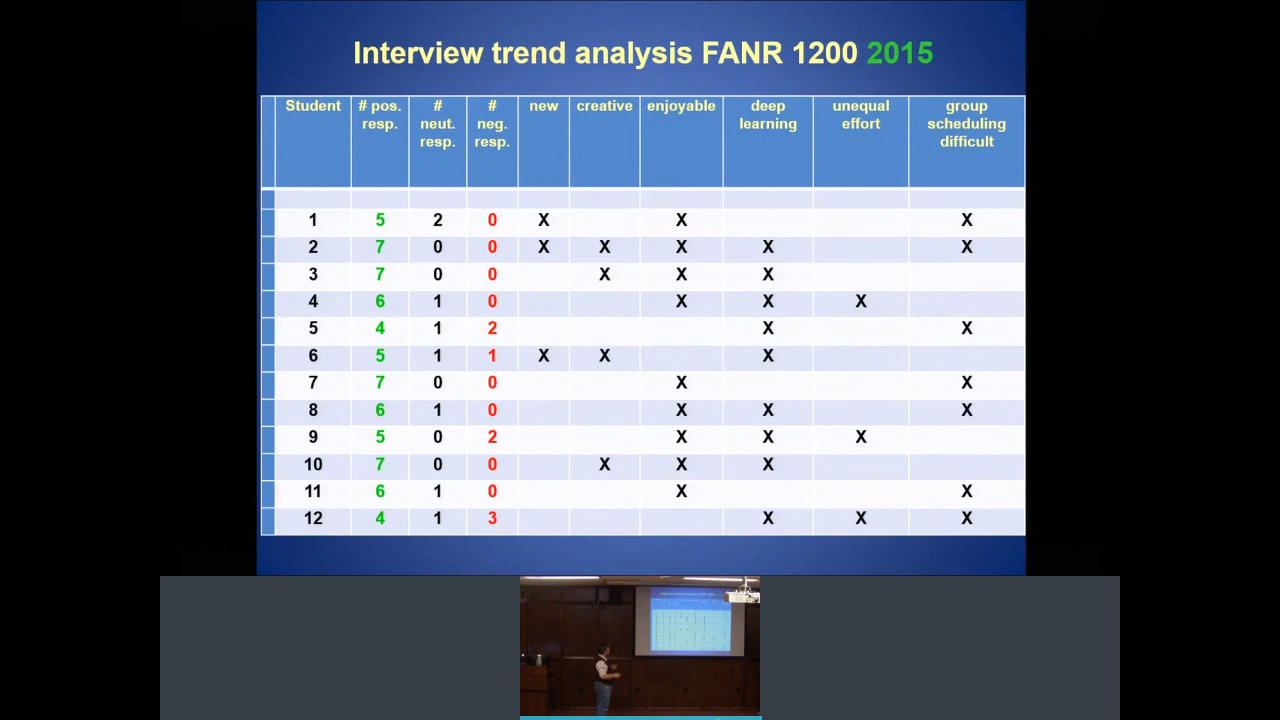 Interview trend analysis FANR 1200 2015
Student # pos. resp. # neut. resp. # neg. resp. new creative enjoyable deep learning unequal effort group scheduling difficult
1 5 2 0 X X X
2 7 0 0 X X X X X
3 7 0 0 X X X
4 6 1 0 X X X
5 4 1 2 X X
6 5 1 1 X X X
7 7 0 0 X X
8 6 1 0 X X X
9 5 0 2 X X X
10 7 0 0 X X X
11 6 1 0 X X
12 4 1 3 X X X